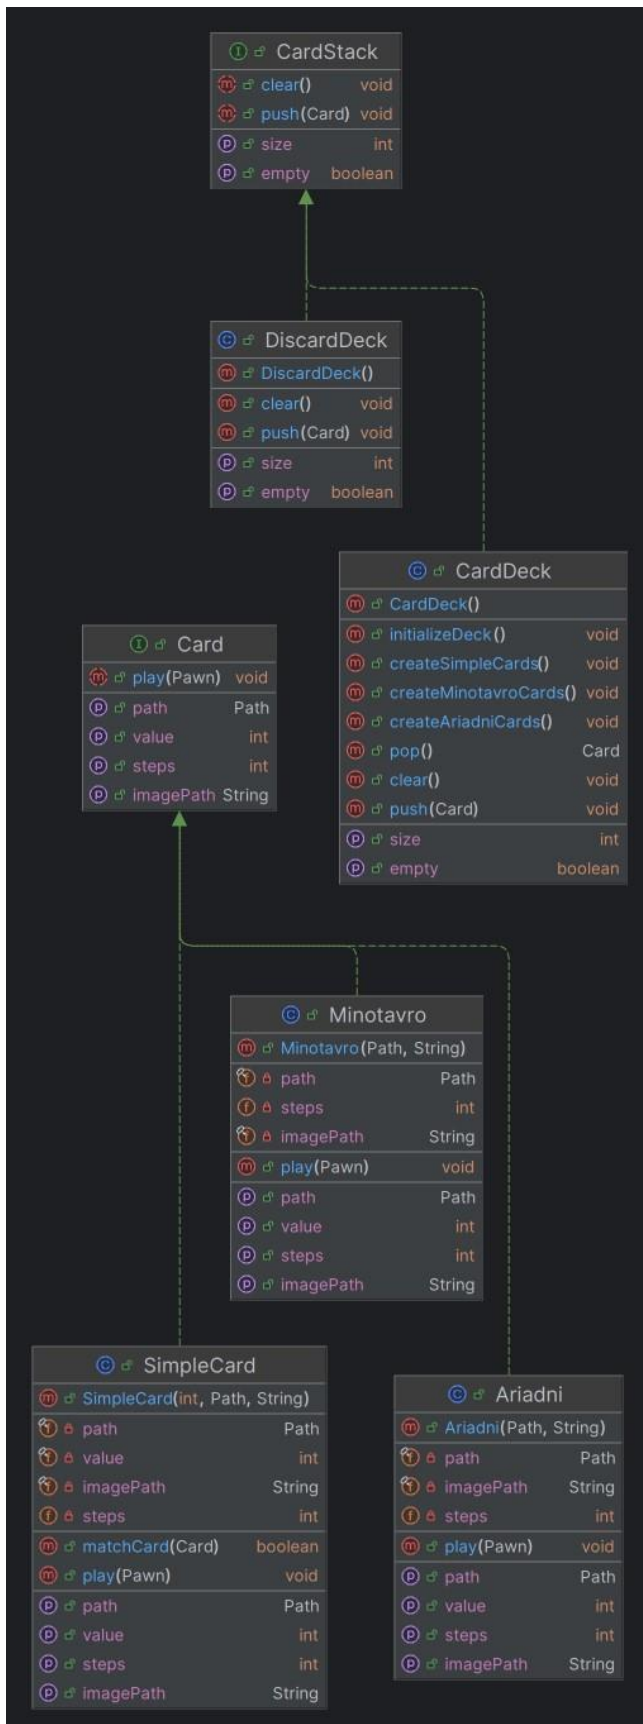 CardStack
clear() void
push(Card) void
size int
empty boolean
DiscardDeck
DiscardDeck()
clear() void
push(Card) void
size int
empty boolean
CardDeck
CardDeck()
initializeDeck() void
createSimpleCards() void
createMinotavroCards() void
createAriadniCards() void
pop() Card
clear() void
push(Card) void
size int
empty boolean
Card
play(Pawn) void
path Path
value int
steps int
imagePath String
Minotavro
Minotavro(Path, String)
path Path
steps int
imagePath String
play(Pawn) void
path Path
value int
steps int
imagePath String
SimpleCard
SimpleCard(int, Path, String)
path Path
value int
imagePath String
steps int
matchCard(Card) boolean
play(Pawn) void
path Path
value int
steps int
imagePath String
Ariadni
Ariadni(Path, String)
path Path
imagePath String
steps int
play(Pawn) void
path Path
value int
steps int
imagePath String